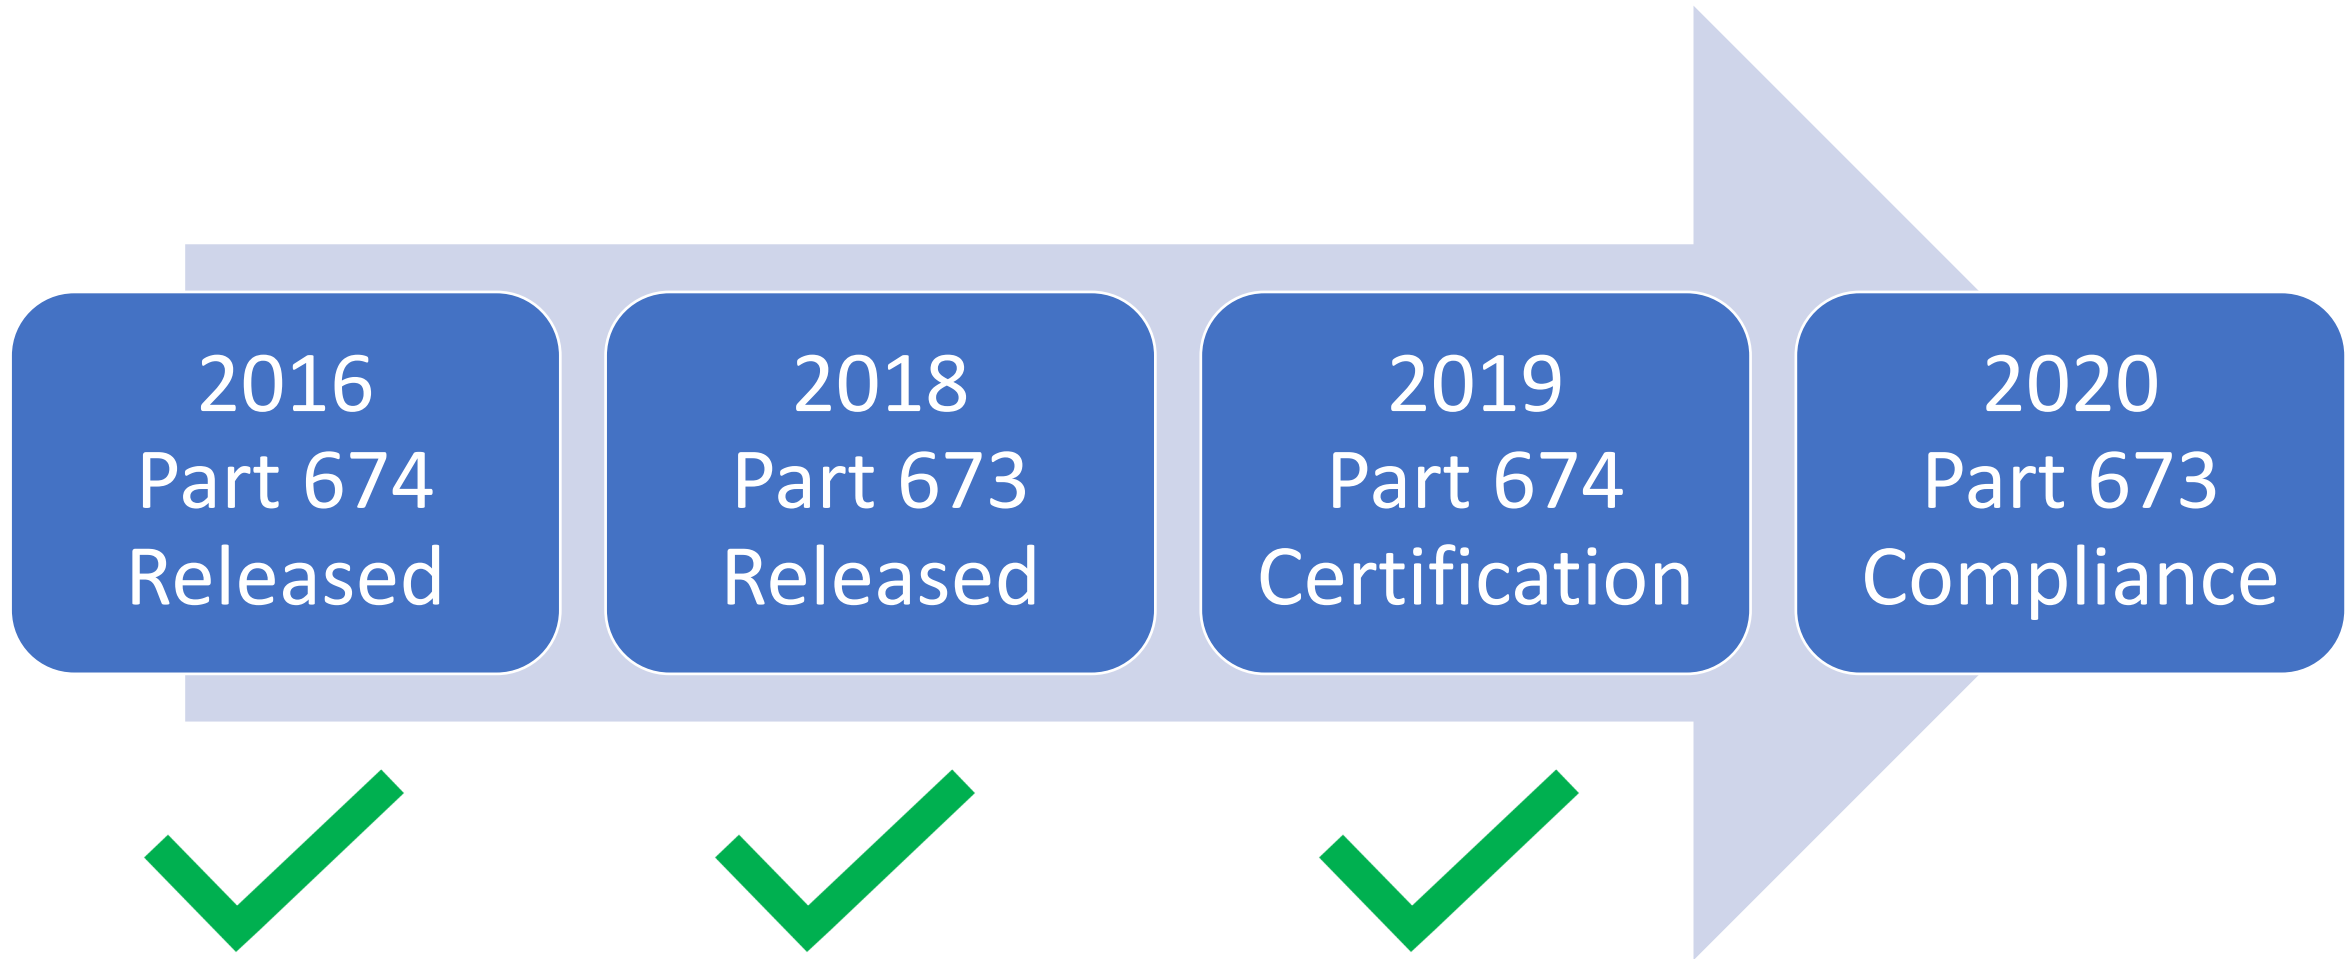 2016
Part 674
Released
2018
Part 673
Released
2019
Part 674
Certification
2020
Part 673
Compliance